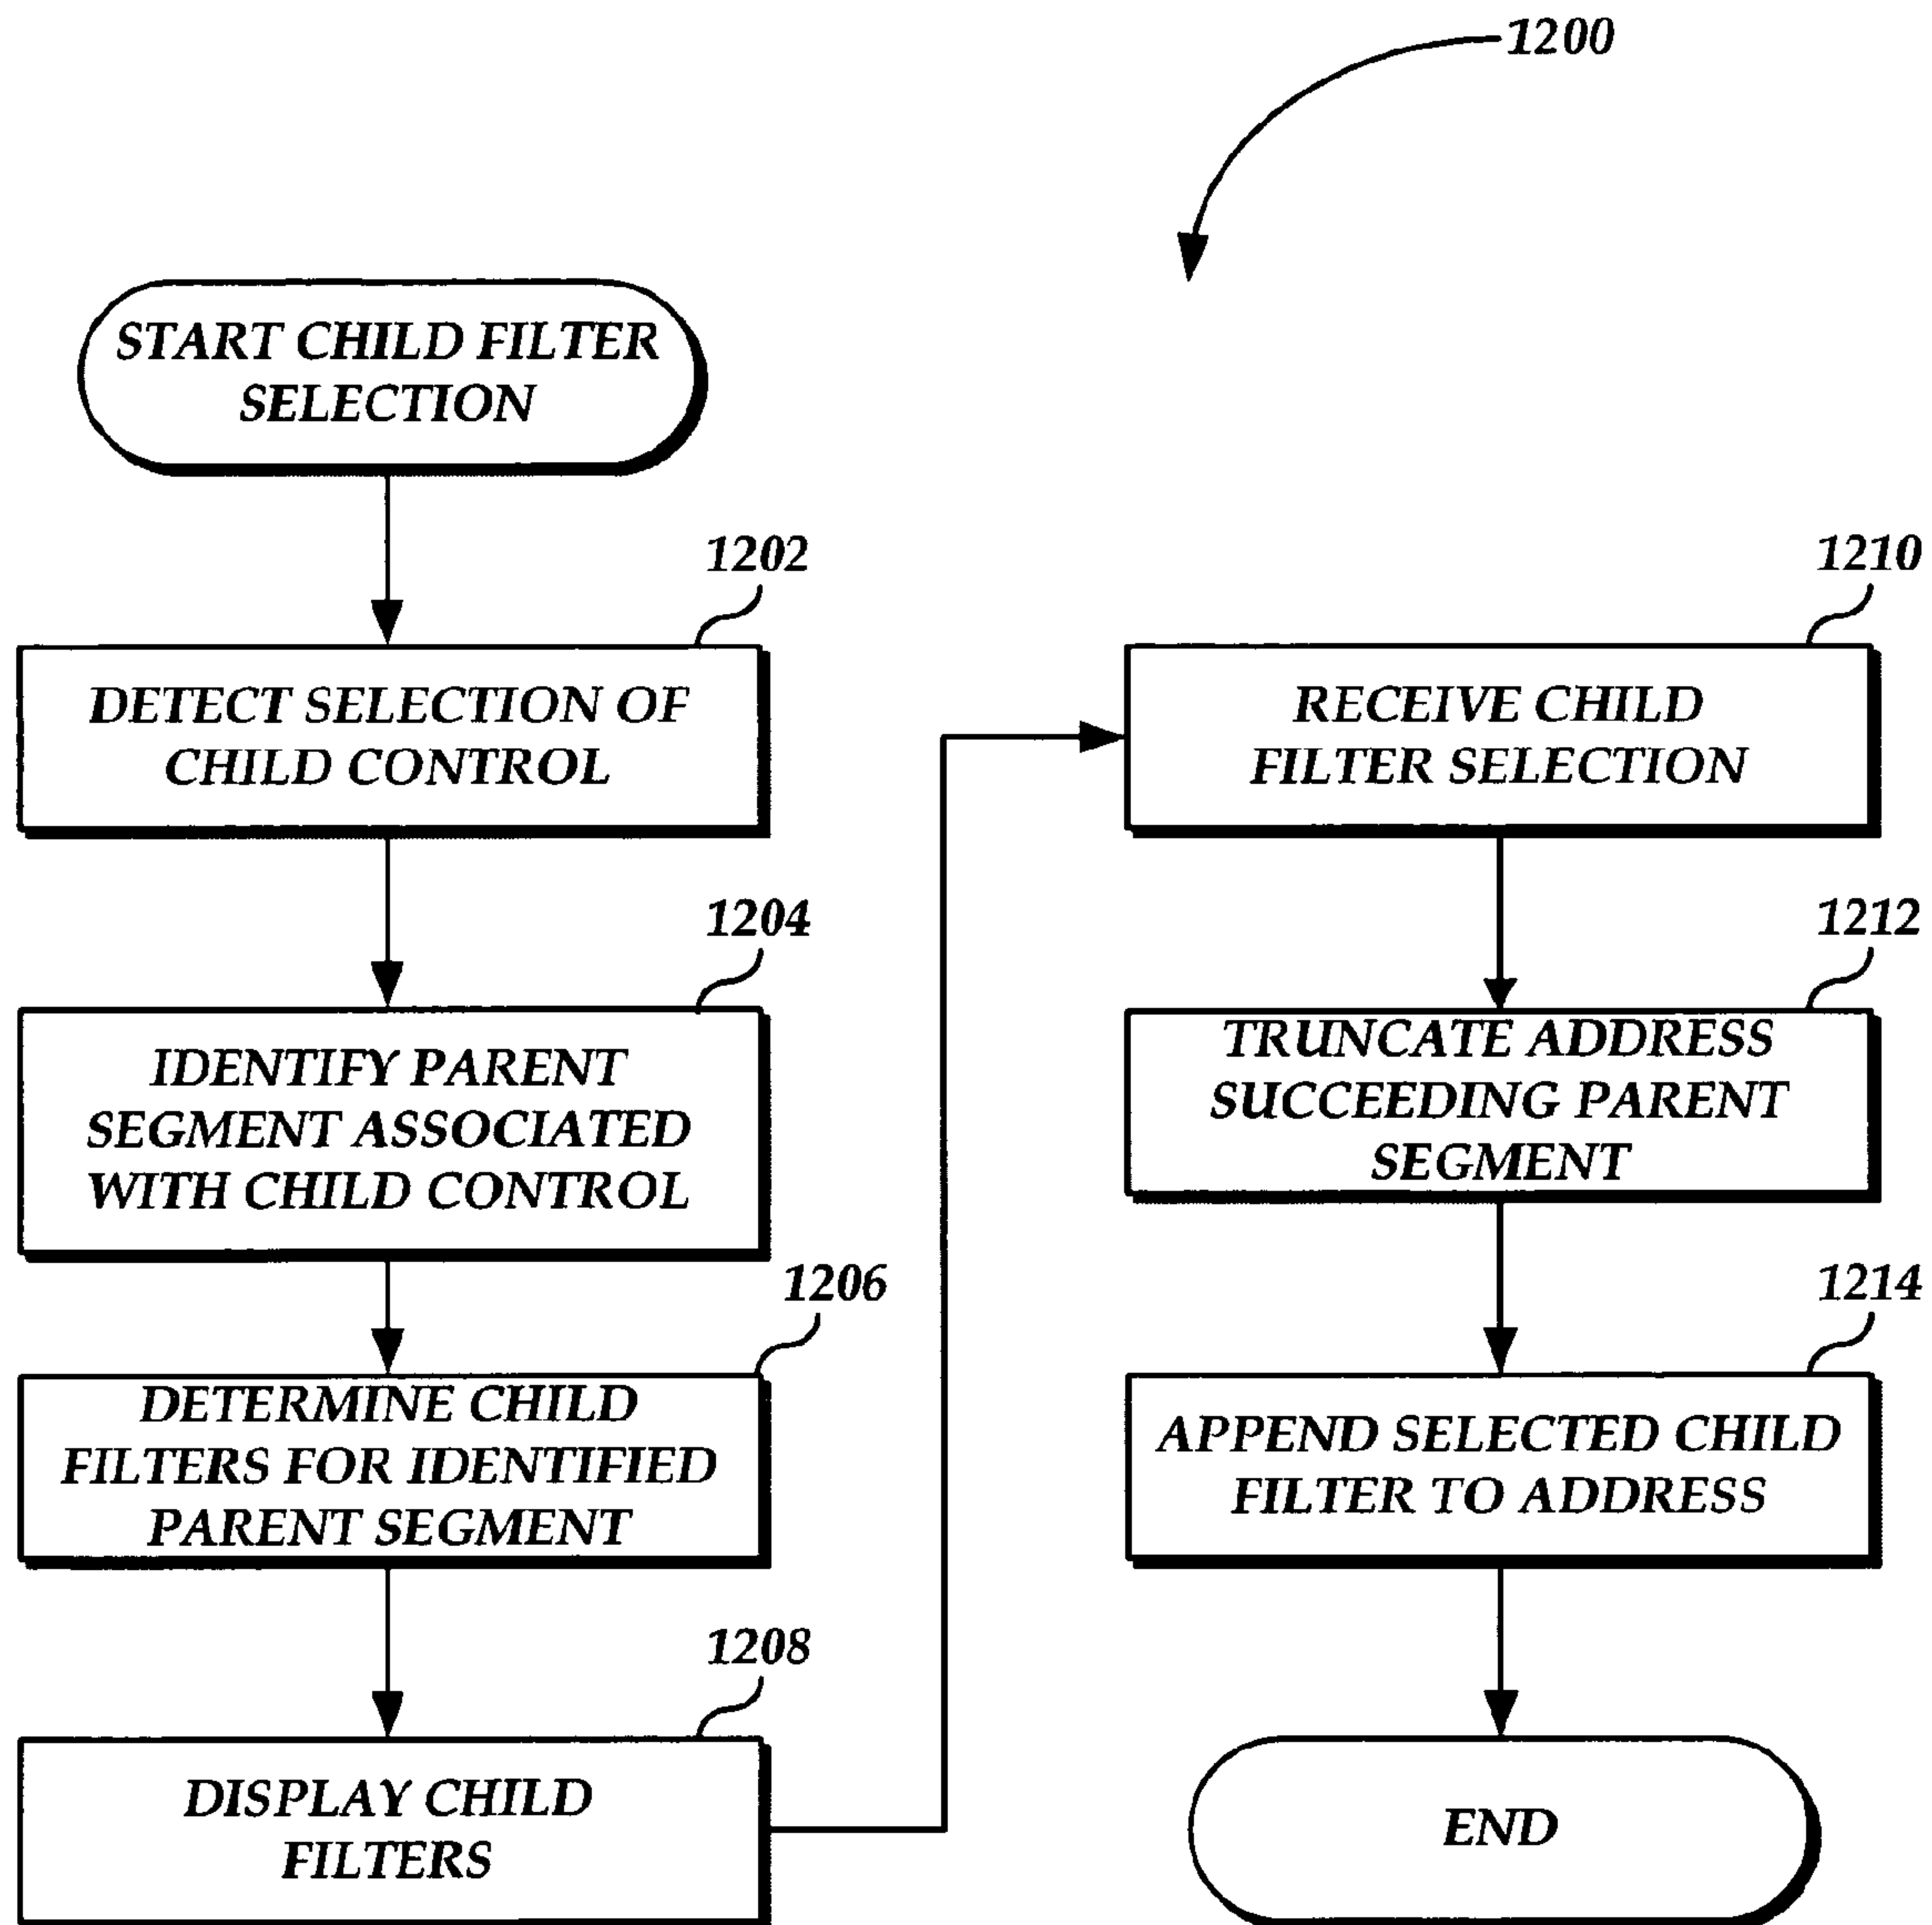 1200
START CHILD FILTER
SELECTION
1202
DETECT SELECTION OF
CHILD CONTROL
1204
IDENTIFY PARENT
SEGMENT ASSOCIATED
WITH CHILD CONTROL
1206
DETERMINE CHILD
FILTERS FOR IDENTIFIED
PARENT SEGMENT
1208
DISPLAY CHILD
FILTERS
1210
RECEIVE CHILD
FILTER SELECTION
1212
TRUNCATE ADDRESS
SUCCEEDING PARENT
SEGMENT
1214
APPEND SELECTED CHILD
FILTER TO ADDRESS
END